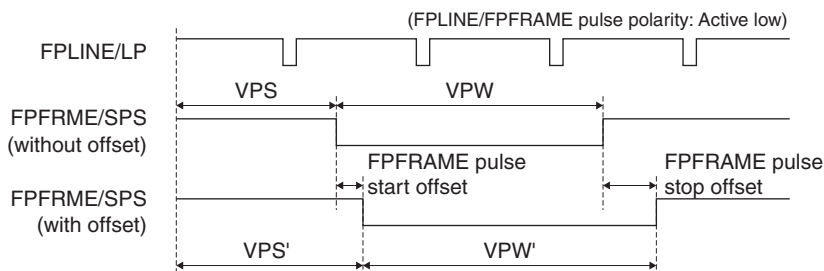 (FPLINE/FPFRAME pulse polarity: Active low)
FPLINE/LP
VPS
VPW
FPFRME/SPS
(without offset)
FPFRAME pulse
start offset
FPFRAME pulse
stop offset
FPFRME/SPS
(with offset)
VPS'
VPW'